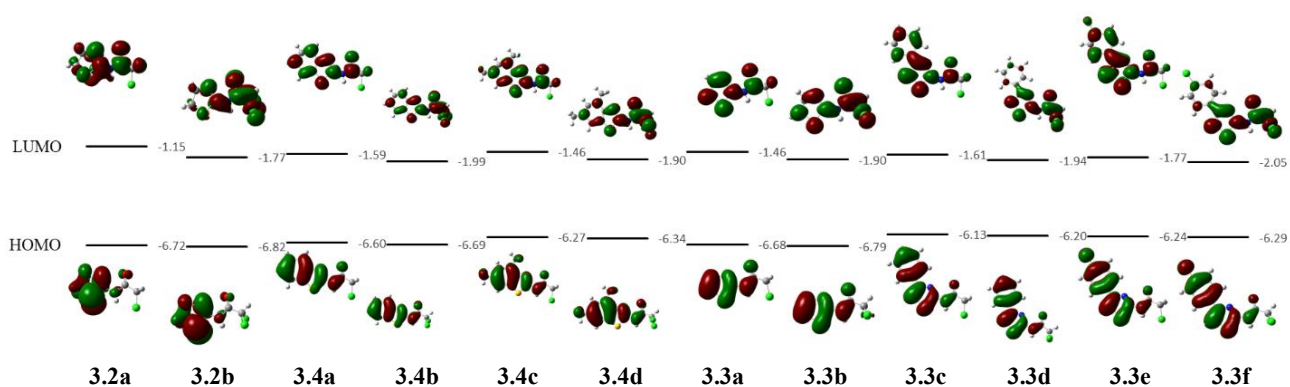 LUMO -1.15 -1.77 -1.59 -1.99 -1.46 -1.90 -1.46 -1.90 -1.61 -1.94 -1.77 -2.05
HOMO -6.72 -6.82 -6.60 -6.69 -6.27 -6.34 -6.68 -6.79 -6.13 -6.20 -6.24 -6.29
3.2a 3.2b 3.4a 3.4b 3.4c 3.4d 3.3a 3.3b 3.3c 3.3d 3.3e 3.3f